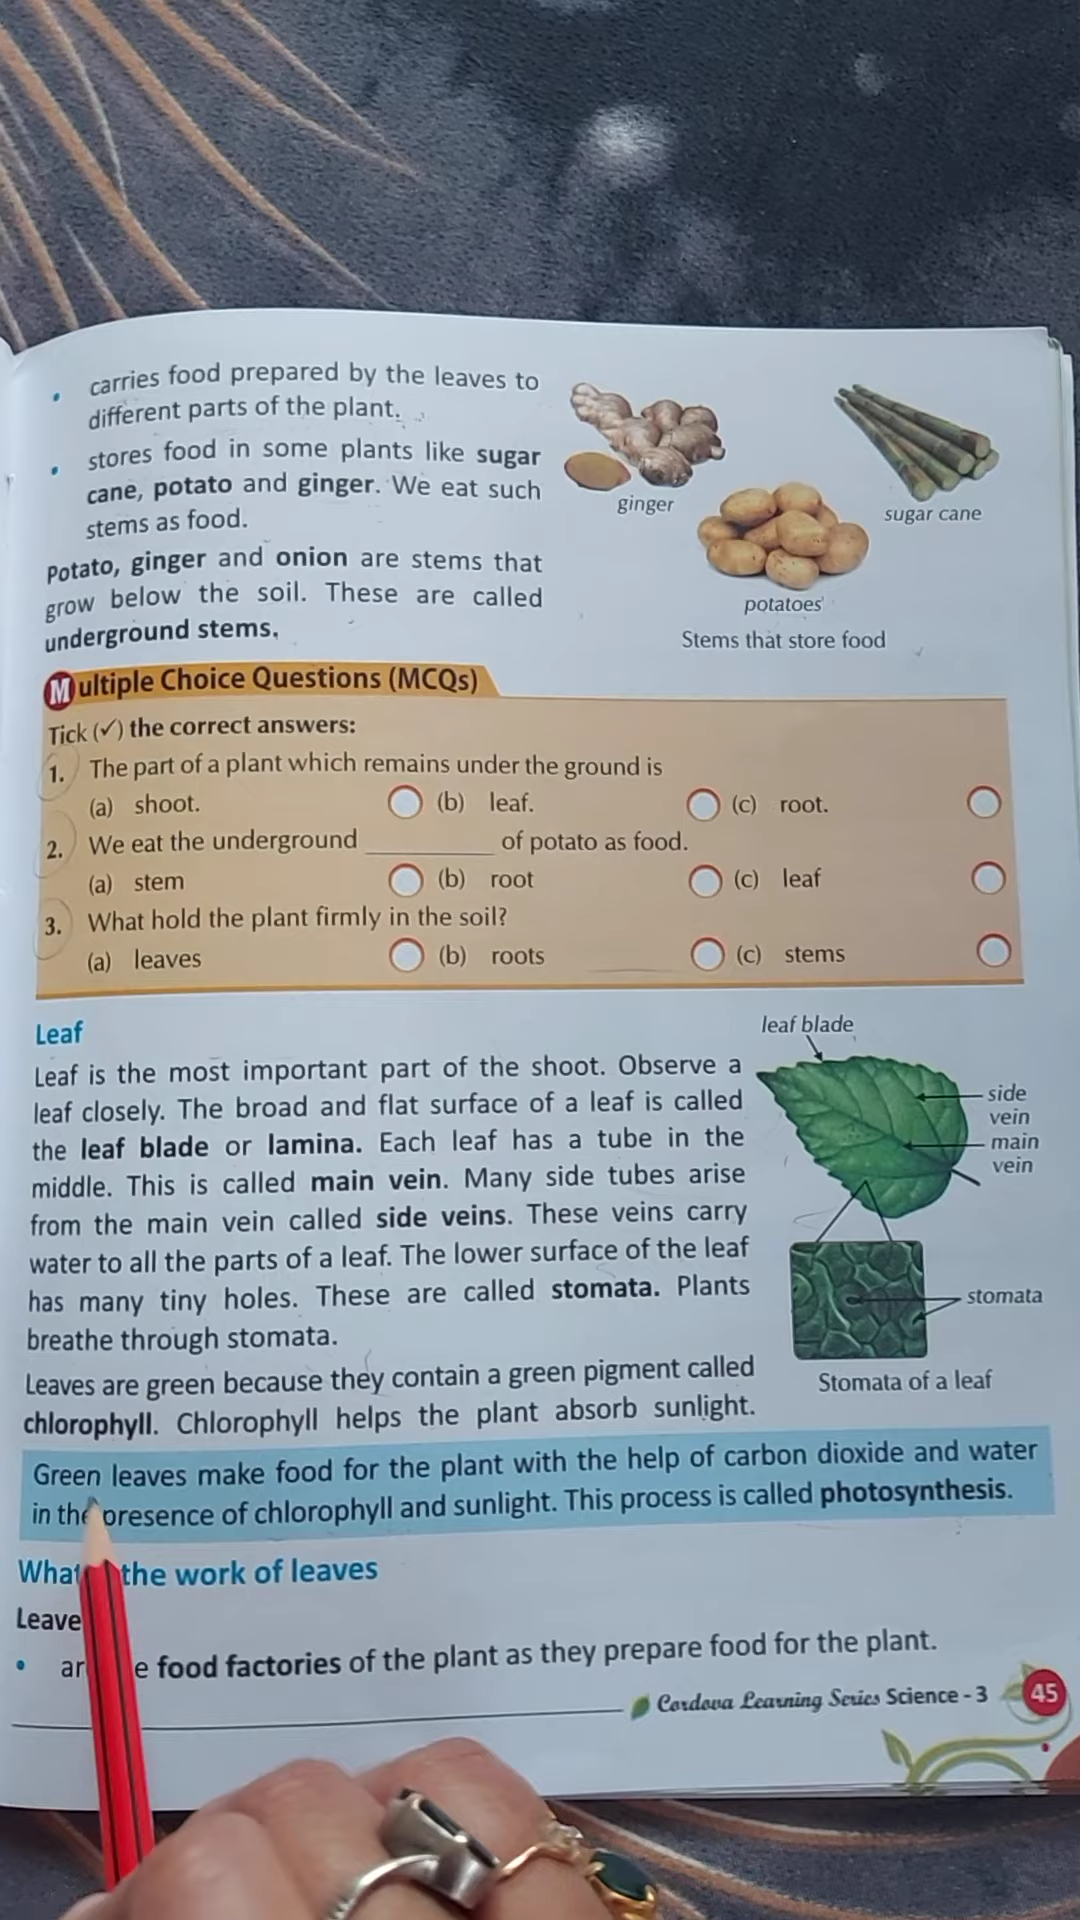 • carries food prepared by the leaves to
different parts of the plant.
• stores food in some plants like sugar
cane, potato and ginger. We eat such
stems as food.
Potato, ginger and onion are stems that
grow below the soil. These are called
underground stems.
ginger
sugar cane
potatoes
Stems that store food
Multiple Choice Questions (MCQs)
Tick (✓) the correct answers:
1. The part of a plant which remains under the ground is
(a) shoot. (b) leaf. (c) root.
2. We eat the underground __________ of potato as food.
(a) stem (b) root (c) leaf
3. What hold the plant firmly in the soil?
(a) leaves (b) roots (c) stems
Leaf
Leaf is the most important part of the shoot. Observe a
leaf closely. The broad and flat surface of a leaf is called
the leaf blade or lamina. Each leaf has a tube in the
middle. This is called main vein. Many side tubes arise
from the main vein called side veins. These veins carry
water to all the parts of a leaf. The lower surface of the leaf
has many tiny holes. These are called stomata. Plants
breathe through stomata.
leaf blade
side
vein
main
vein
stomata
Stomata of a leaf
Leaves are green because they contain a green pigment called
chlorophyll. Chlorophyll helps the plant absorb sunlight.
Green leaves make food for the plant with the help of carbon dioxide and water
in the presence of chlorophyll and sunlight. This process is called photosynthesis.
What the work of leaves
Leave
• ar e food factories of the plant as they prepare food for the plant.
Cordova Learning Series Science - 3 45